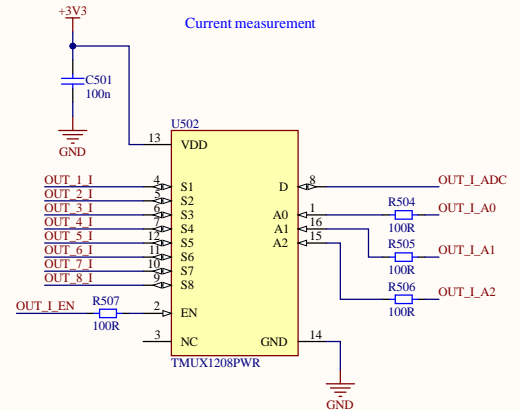 +3V3
Current measurement
C501
100n
GND
U502
13 VDD
OUT_1_I 4 S1 D 8 OUT_I_ADC
OUT_2_I 5 S2
OUT_3_I 6 S3 A0 1 R504 100R OUT_I_A0
OUT_4_I 7 S4 A1 16
OUT_5_I 12 S5 A2 15
OUT_6_I 11 S6 R505 100R OUT_I_A1
OUT_7_I 10 S7
OUT_8_I 9 S8 R506 100R OUT_I_A2
OUT_I_EN R507 100R 2 EN
3 NC GND 14
TMUX1208PWR
GND